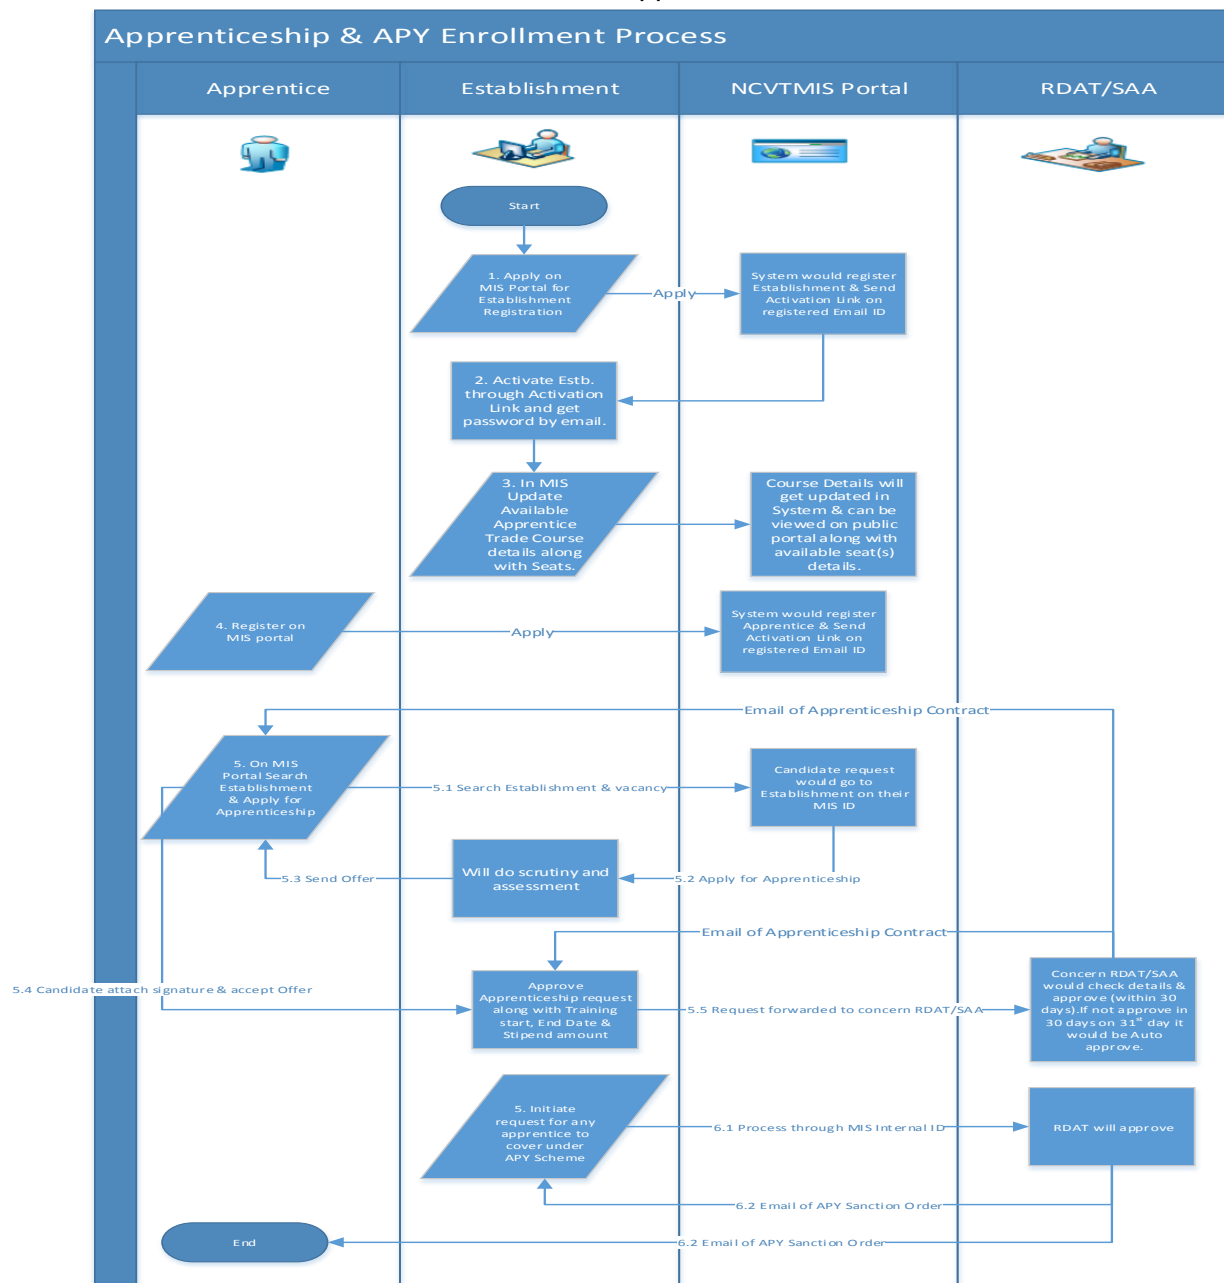 Apprenticeship & APY Enrollment Process
Apprentice
Establishment
NCVTMIS Portal
RDAT/SAA
Start
1. Apply on
MIS Portal for
Establishment
Registration
Apply
System would register
Establishment & Send
Activation Link on
registered Email ID
2. Activate Estb.
through Activation
Link and get
password by email.
3. In MIS
Update
Available
Apprentice
Trade Course
details along
with Seats.
Course Details will
get updated in
System & can be
viewed on public
portal along with
available seat(s)
details.
4. Register on
MIS portal
Apply
System would register
Apprentice & Send
Activation Link on
registered Email ID
Email of Apprenticeship Contract
5. On MIS
Portal Search
Establishment
& Apply for
Apprenticeship
5.1 Search Establishment & vacancy
Candidate request
would go to
Establishment on their
MIS ID
5.3 Send Offer
Will do scrutiny and
assessment
5.2 Apply for Apprenticeship
Email of Apprenticeship Contract
5.4 Candidate attach signature & accept Offer
Approve
Apprenticeship request
along with Training
start, End Date &
Stipend amount
5.5 Request forwarded to concern RDAT/SAA
Concern RDAT/SAA
would check details &
approve (within 30
days).If not approve in
30 days on 31st day it
would be Auto
approve.
5. Initiate
request for any
apprentice to
cover under
APY Scheme
6.1 Process through MIS Internal ID
RDAT will approve
6.2 Email of APY Sanction Order
End
6.2 Email of APY Sanction Order